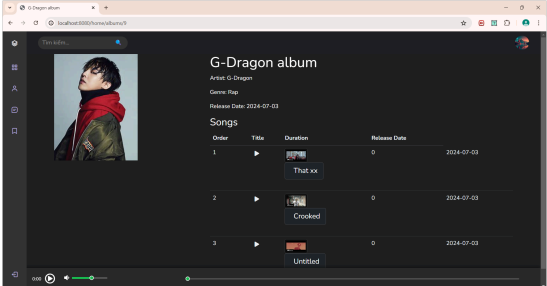 G-Dragon album
localhost:8080/home/albums/9
Tìm kiếm...
G-Dragon album
Artist: G-Dragon
Genre: Rap
Release Date: 2024-07-03
Songs
Order Title Duration Release Date
1 0 2024-07-03
That xx
2 0 2024-07-03
Crooked
3 0 2024-07-03
Untitled
0:00